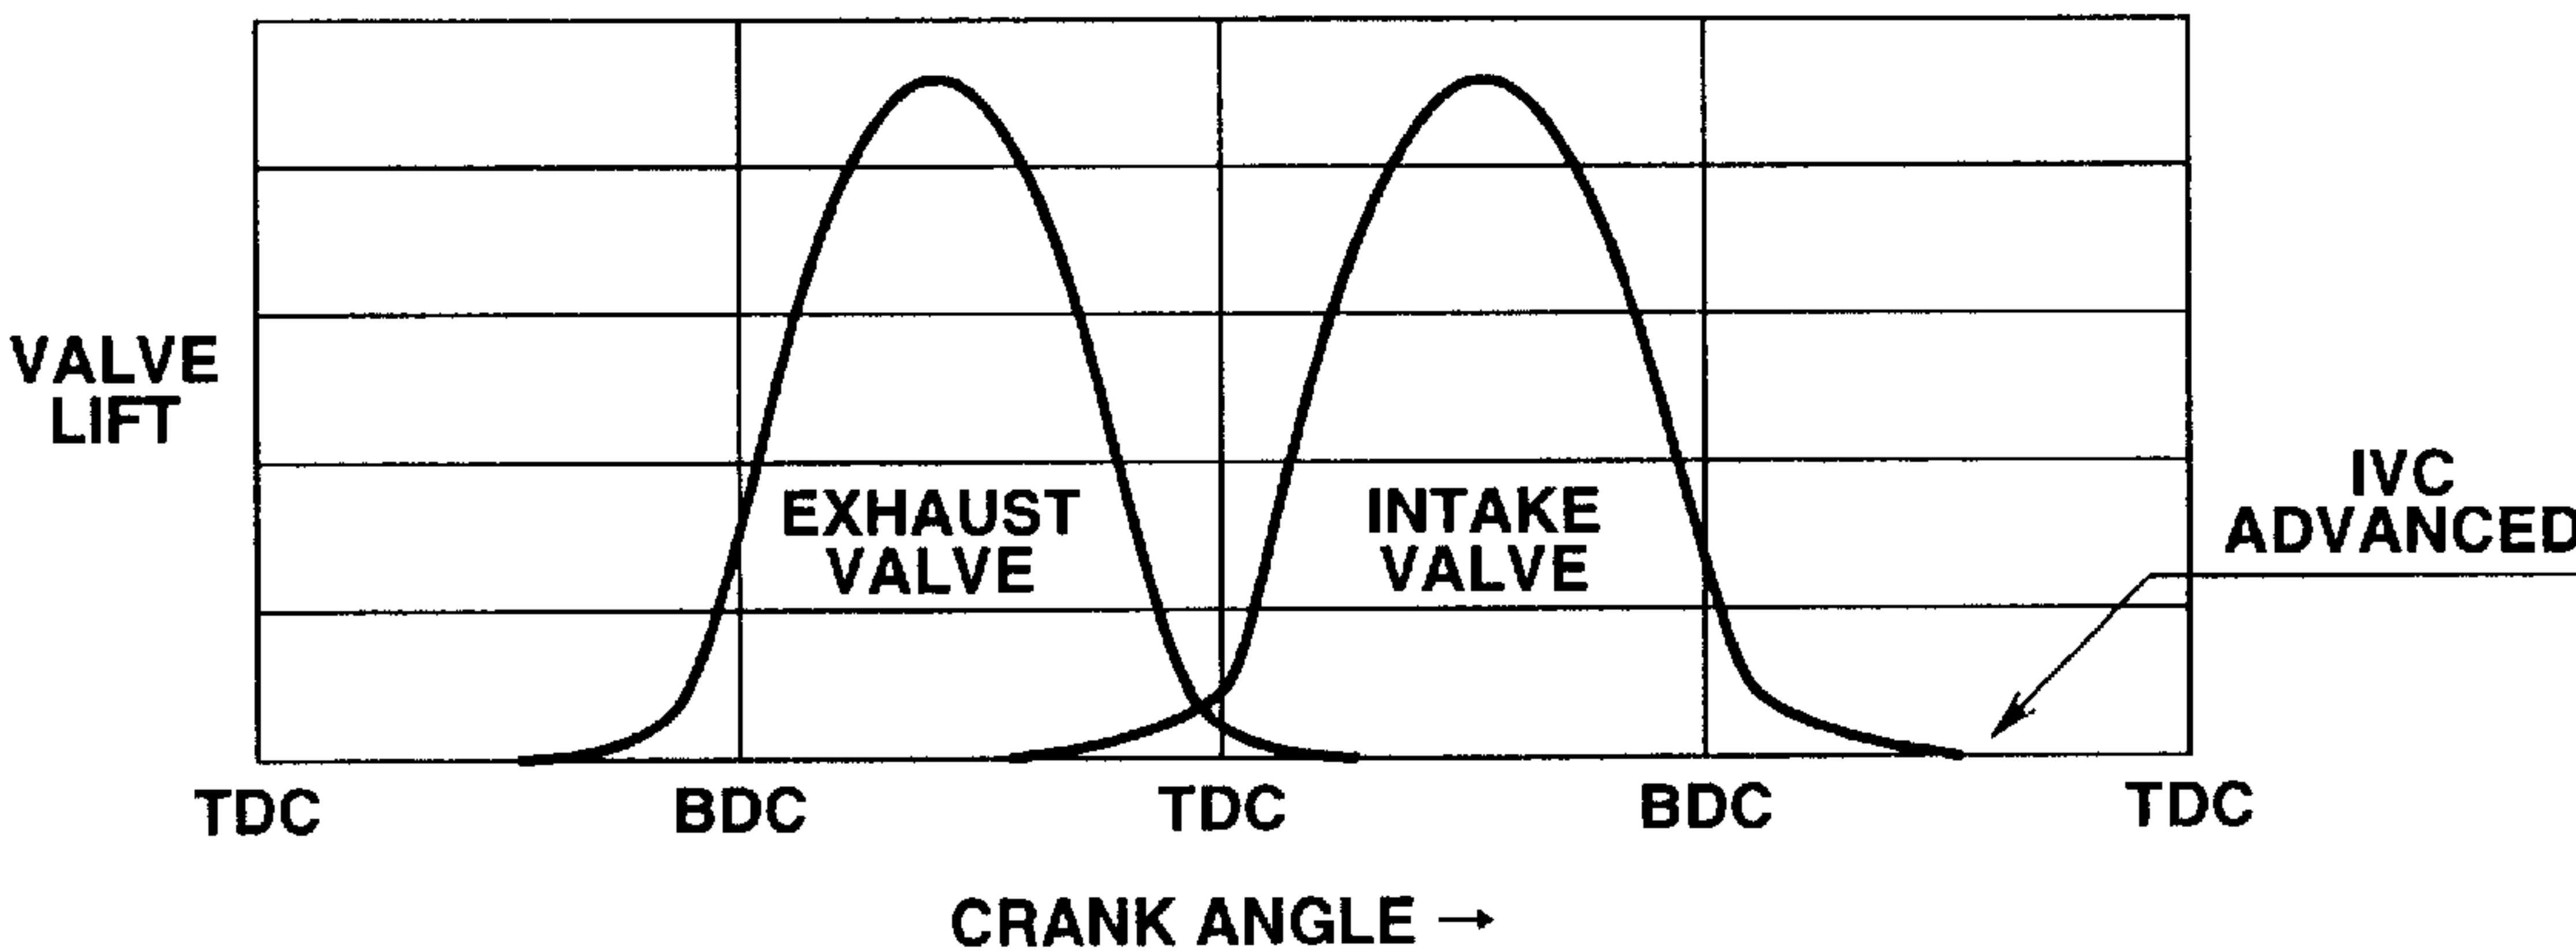 VALVE
LIFT
EXHAUST
VALVE
INTAKE
VALVE
IVC
ADVANCED
TDC BDC TDC BDC TDC
CRANK ANGLE →